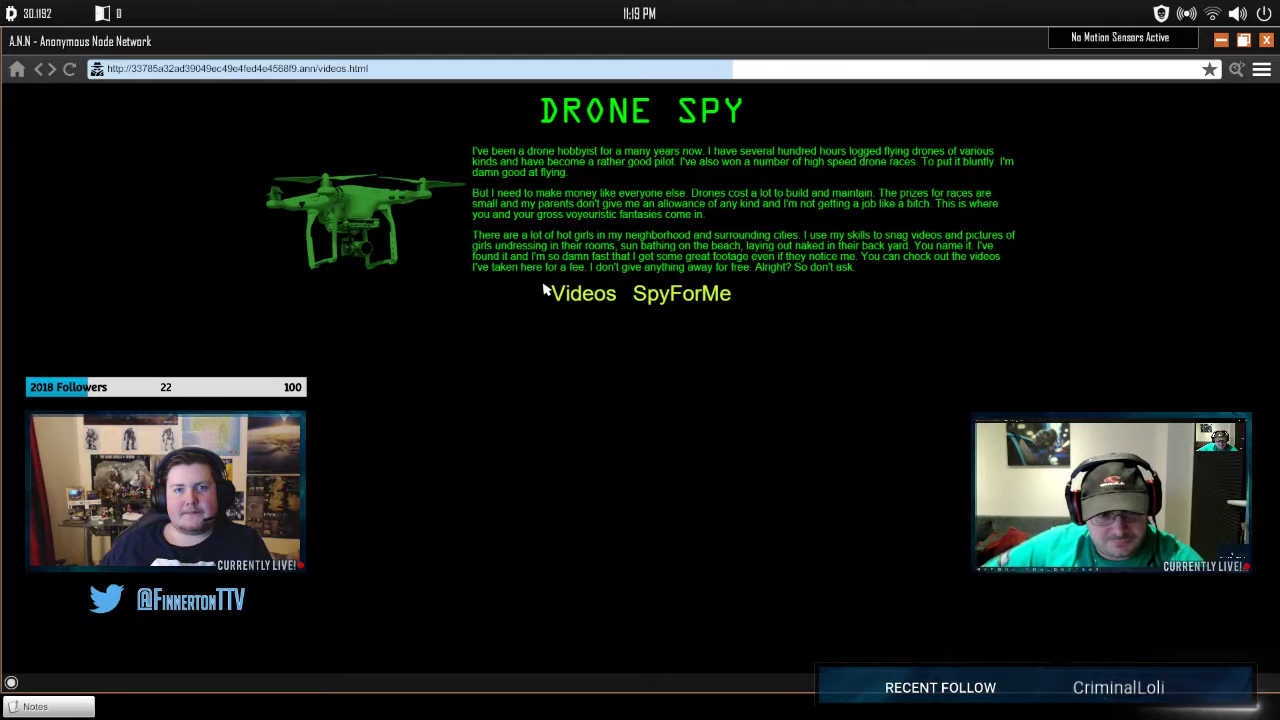 30.1192
0
11:19 PM
A.N.N - Anonymous Node Network
No Motion Sensors Active
http://33785a32ad39049ec49e4fed4e4568f9.ann/videos.html
DRONE SPY
I've been a drone hobbyist for a many years now. I have several hundred hours logged flying drones of various
kinds and have become a rather good pilot. I've also won a number of high speed drone races. To put it bluntly. I'm
damn good at flying.
But I need to make money like everyone else. Drones cost a lot to build and maintain. The prizes for races are
small and my parents don't give me an allowance of any kind and I'm not getting a job like a bitch. This is where
you and your gross voyeuristic fantasies come in.
There are a lot of hot girls in my neighborhood and surrounding cities. I use my skills to snag videos and pictures of
girls undressing in their rooms, sun bathing on the beach, laying out naked in their back yard. You name it. I've
found it and I'm so damn fast that I get some great footage even if they notice me. You can check out the videos
I've taken here for a fee. I don't give anything away for free. Alright? So don't ask.
Videos SpyForMe
2018 Followers 22 100
CURRENTLY LIVE!
CURRENTLY LIVE!
@FinnertonTTV
RECENT FOLLOW CriminalLoli
Notes